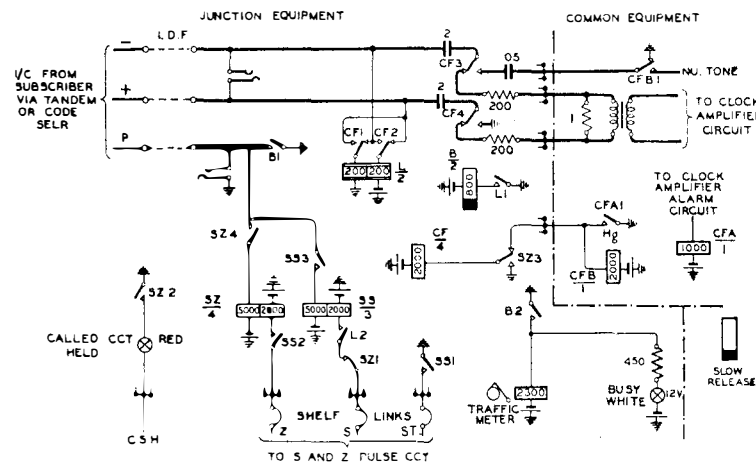 JUNCTION EQUIPMENT
COMMON EQUIPMENT
−
I.D.F
2
CF3
0·5
CFB1
NU. TONE
I/C FROM
SUBSCRIBER
VIA TANDEM
OR CODE
SELR
+
2
CF4
200
1
TO CLOCK
AMPLIFIER
CIRCUIT
P
B1
CF1
CF2
200
200 200
L/2
B/2
800
L1
TO CLOCK
AMPLIFIER
ALARM
CIRCUIT
CFA1
Hg
SZ4
SS3
CF/4
2000
SZ3
CFB/1
2000
1000
CFA/1
SZ2
SZ/4
5000 2000
5000 2000
SS/3
B2
CALLED CCT
HELD
RED
SS2
L2
SZ1
SS1
450
SLOW
RELEASE
2300
TRAFFIC
METER
BUSY
WHITE
12V
SHELF LINKS
CSH
Z
S
ST
TO S AND Z PULSE CCT